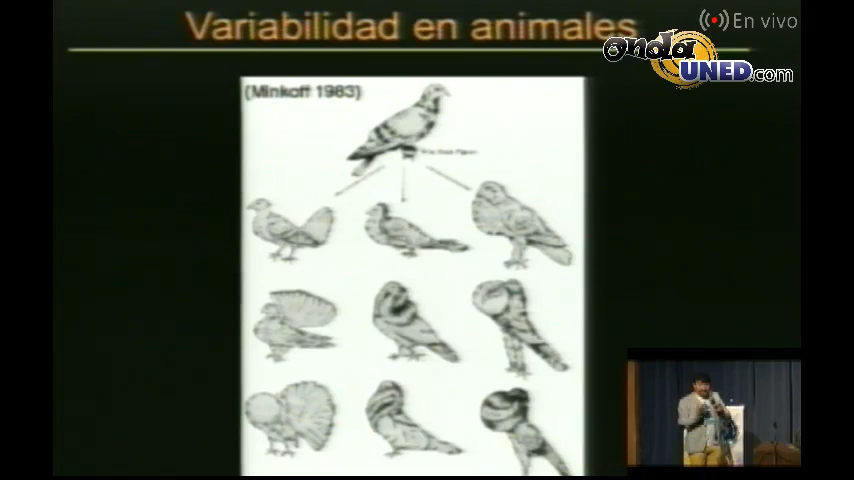 Variabilidad en animales
((•)) En vivo
onda
UNED.com
(Minkoff 1983)